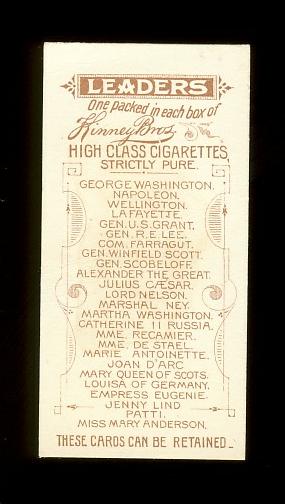 LEADERS
One packed in each box of
Kinney Bros
HIGH CLASS CIGARETTES
STRICTLY PURE.
GEORGE WASHINGTON.
NAPOLEON.
WELLINGTON.
LAFAYETTE.
GEN. U.S. GRANT.
GEN. R.E. LEE.
COM. FARRAGUT.
GEN. WINFIELD SCOTT.
GEN. SCOBELOFF.
ALEXANDER THE GREAT.
JULIUS CÆSAR.
LORD NELSON.
MARSHAL NEY.
MARTHA WASHINGTON.
CATHERINE II RUSSIA.
MME. RECAMIER.
MME. DE STAEL.
MARIE ANTOINETTE.
JOAN D'ARC
MARY QUEEN OF SCOTS.
LOUISA OF GERMANY.
EMPRESS EUGENIE.
JENNY LIND
PATTI.
MISS MARY ANDERSON.
THESE CARDS CAN BE RETAINED_